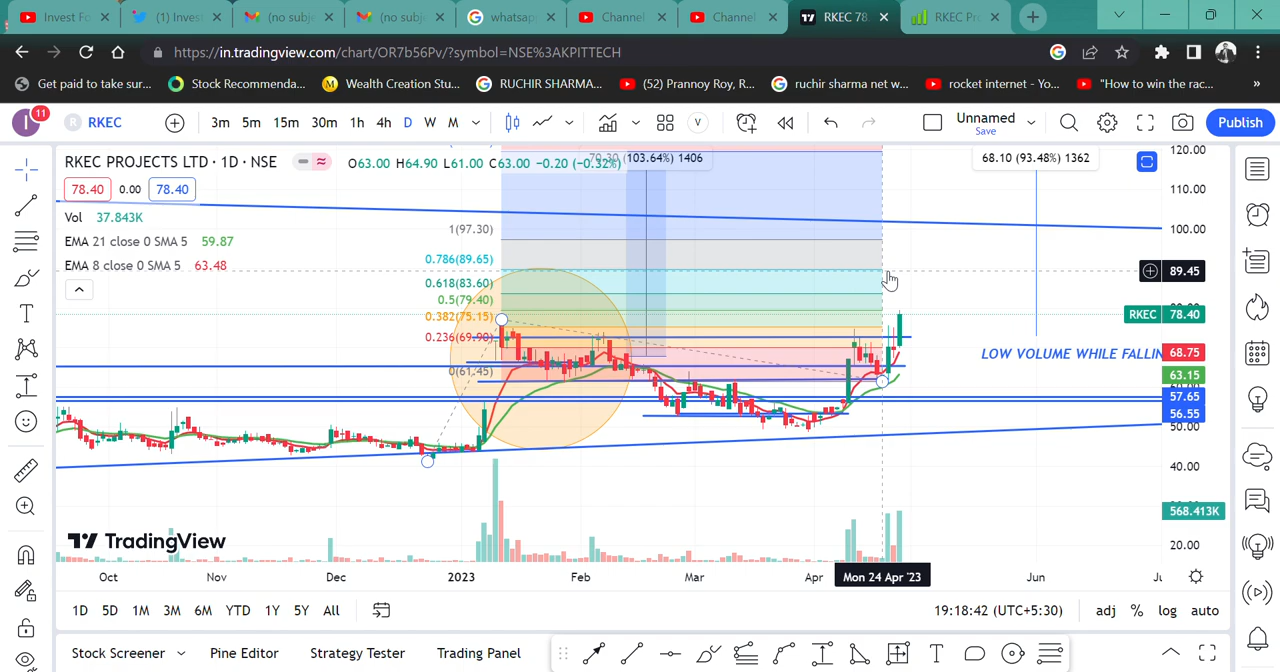 Invest Fo
(1) Invest
(no subje
(no subje
whatsap
Channel
Channel
RKEC 78.
RKEC Pr
https://in.tradingview.com/chart/OR7b56Pv/?symbol=NSE%3AKPITTECH
Get paid to take sur...
Stock Recommenda...
Wealth Creation Stu...
RUCHIR SHARMA...
(52) Prannoy Roy, R...
ruchir sharma net w...
rocket internet - Yo...
"How to win the rac...
»
I
11
R
RKEC
3m
5m
15m
30m
1h
4h
D
W
M
V
Unnamed
Save
Publish
RKEC PROJECTS LTD · 1D · NSE
O63.00 H64.90 L61.00 C63.00 −0.20 (−0.32%)
70.30 (103.64%) 1406
68.10 (93.48%) 1362
78.40
0.00
78.40
Vol 37.843K
EMA 21 close 0 SMA 5 59.87
EMA 8 close 0 SMA 5 63.48
1(97.30)
0.786(89.65)
0.618(83.60)
0.5(79.40)
0.382(75.15)
0.236(69.90)
0(61.45)
LOW VOLUME WHILE FALLIN
120.00
110.00
100.00
89.45
RKEC
78.40
68.75
63.15
57.65
56.55
50.00
40.00
568.413K
20.00
TradingView
Oct
Nov
Dec
2023
Feb
Mar
Apr
Mon 24 Apr '23
Jun
1D
5D
1M
3M
6M
YTD
1Y
5Y
All
19:18:42 (UTC+5:30)
adj
%
log
auto
Stock Screener
Pine Editor
Strategy Tester
Trading Panel